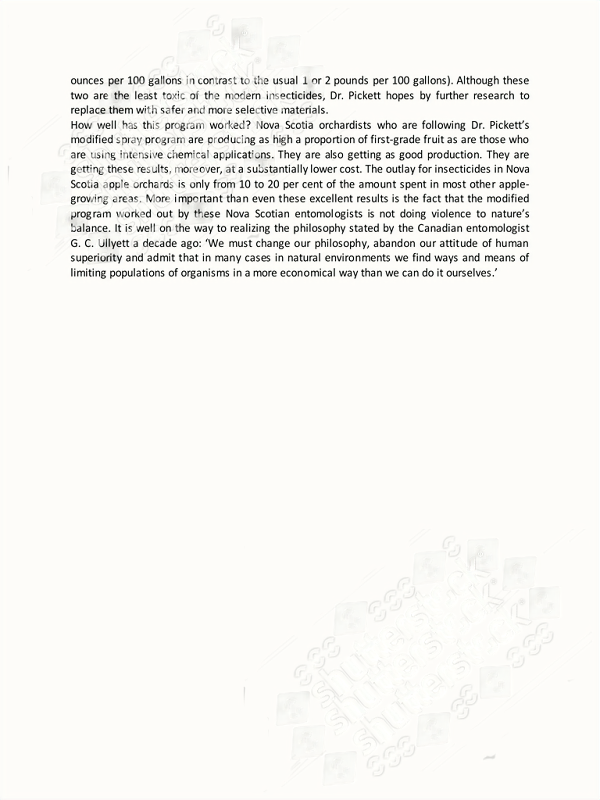 ounces per 100 gallons in contrast to the usual 1 or 2 pounds per 100 gallons). Although these
two are the least toxic of the modern insecticides, Dr. Pickett hopes by further research to
replace them with safer and more selective materials.
How well has this program worked? Nova Scotia orchardists who are following Dr. Pickett’s
modified spray program are producing as high a proportion of first-grade fruit as are those who
are using intensive chemical applications. They are also getting as good production. They are
getting these results, moreover, at a substantially lower cost. The outlay for insecticides in Nova
Scotia apple orchards is only from 10 to 20 per cent of the amount spent in most other apple-
growing areas. More important than even these excellent results is the fact that the modified
program worked out by these Nova Scotian entomologists is not doing violence to nature’s
balance. It is well on the way to realizing the philosophy stated by the Canadian entomologist
G. C. Ullyett a decade ago: ‘We must change our philosophy, abandon our attitude of human
superiority and admit that in many cases in natural environments we find ways and means of
limiting populations of organisms in a more economical way than we can do it ourselves.’